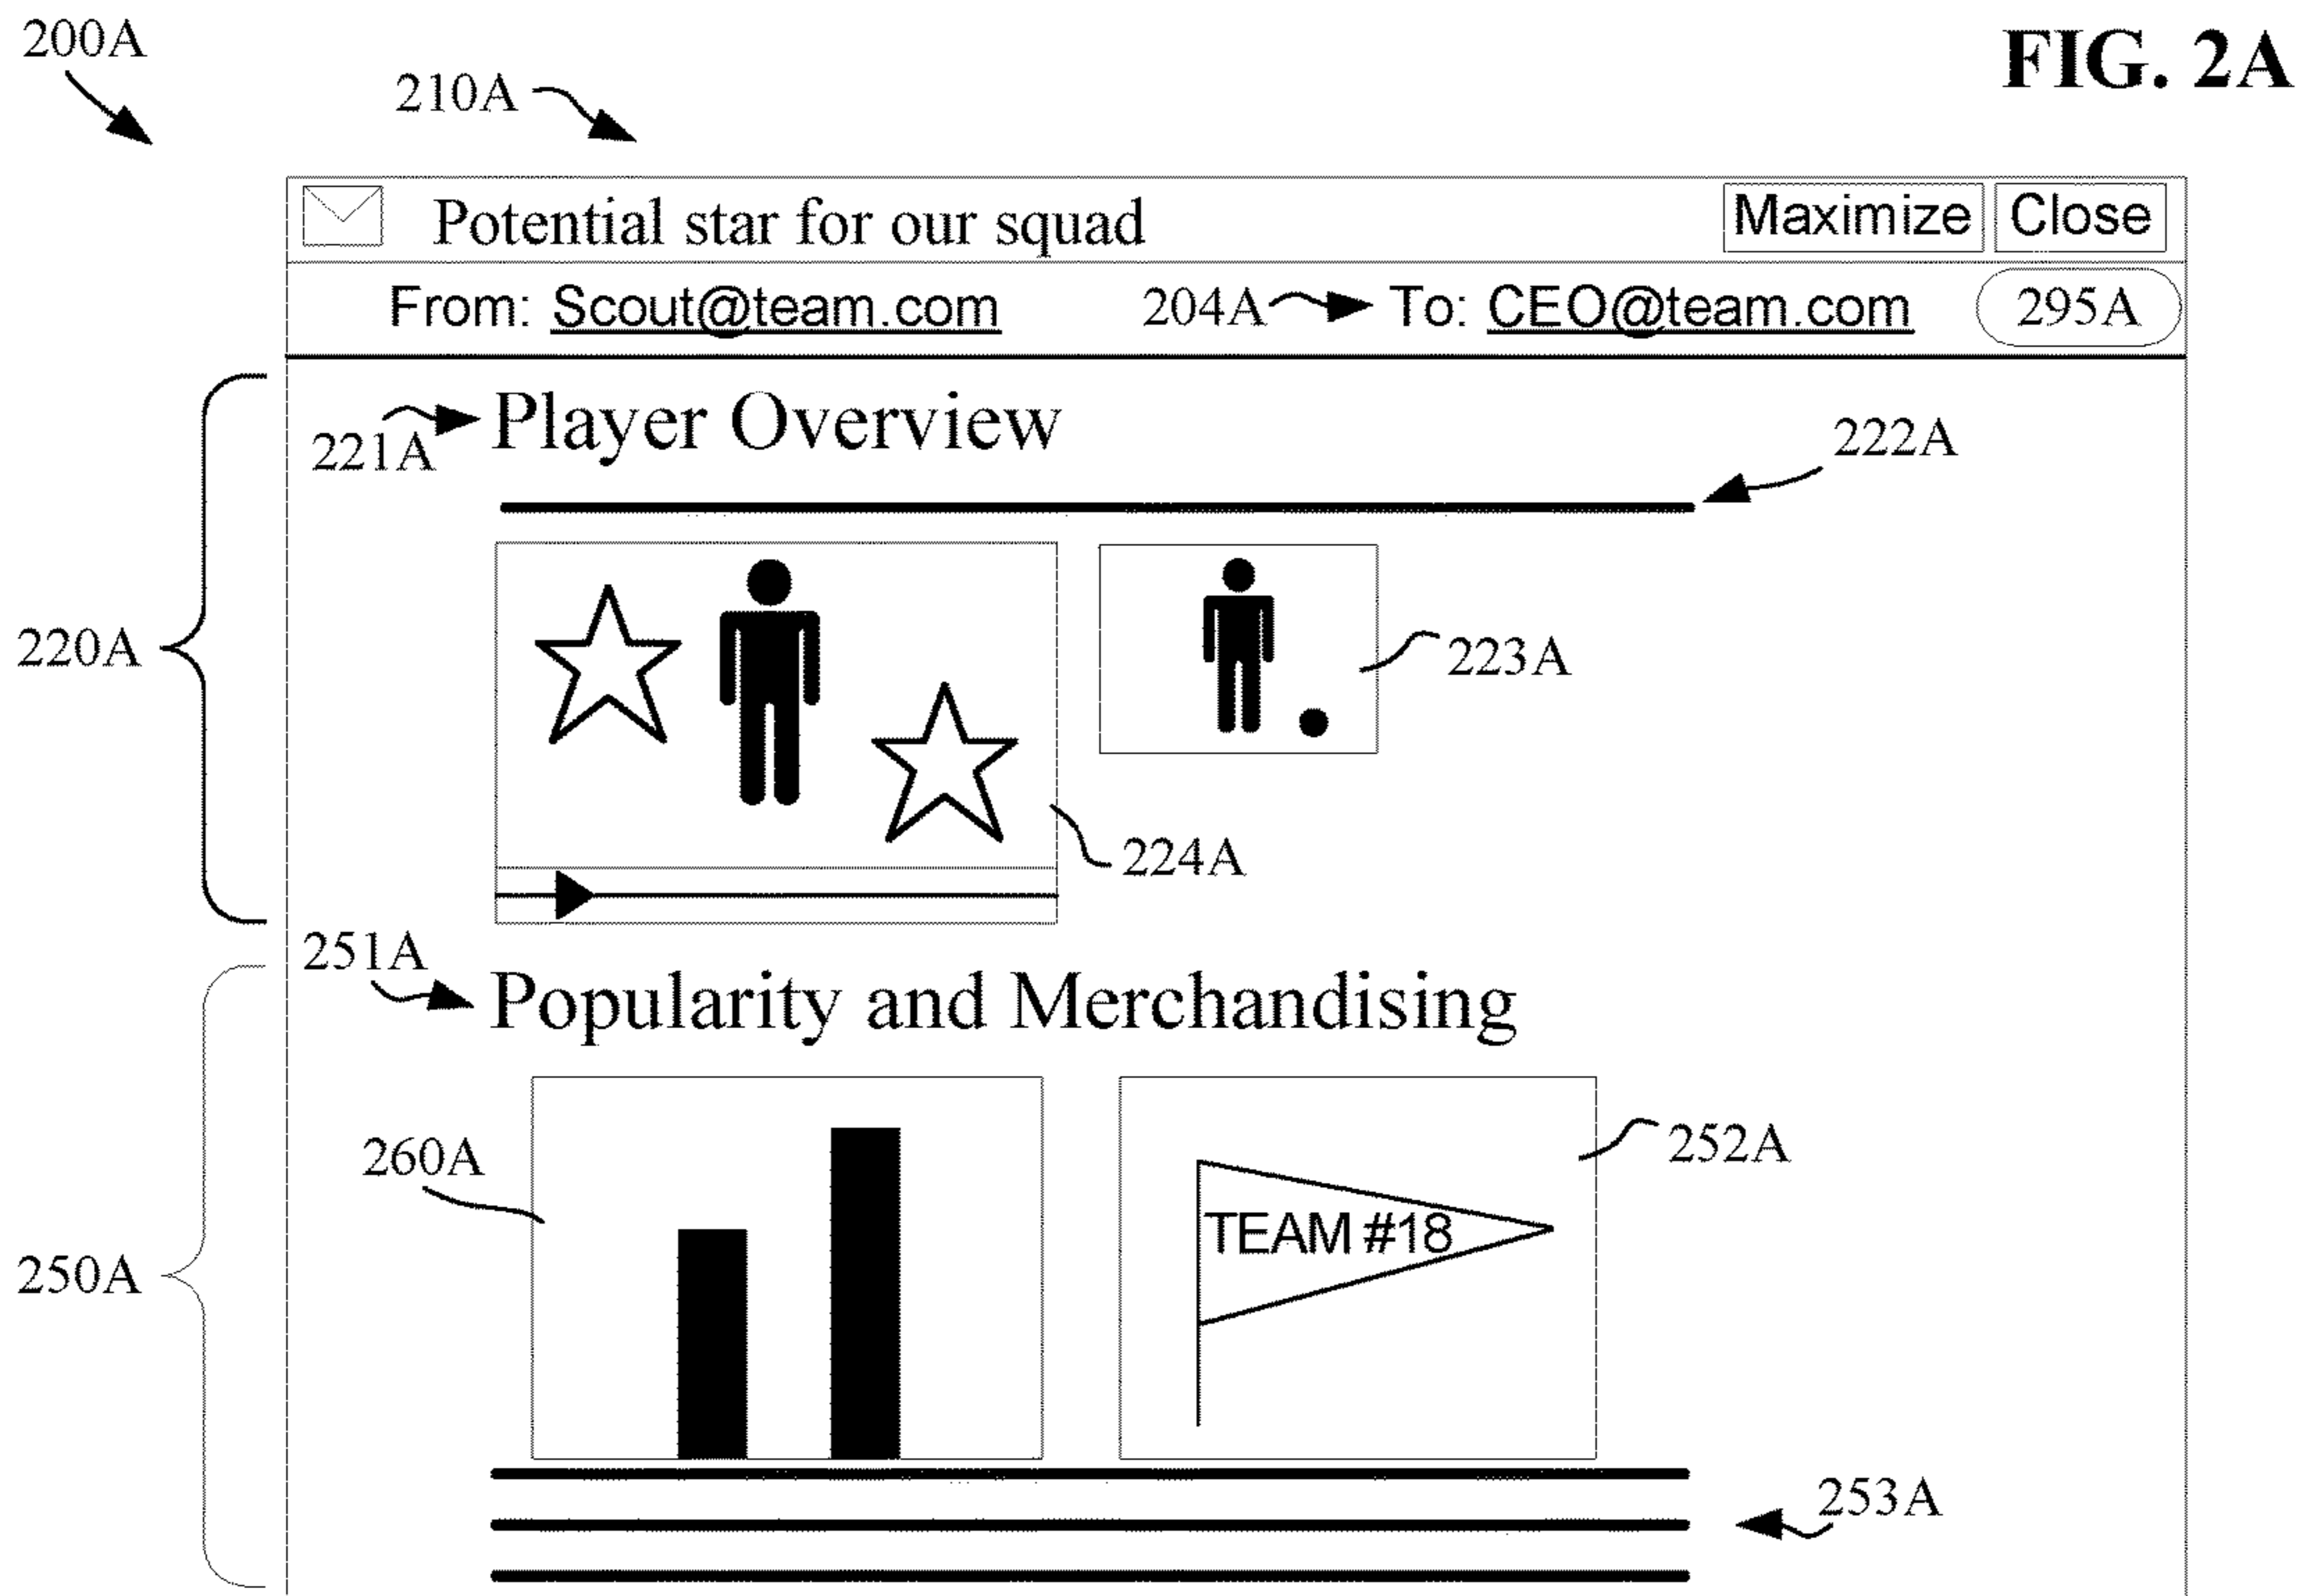 200A
FIG. 2A
210A
Potential star for our squad
Maximize
Close
From: Scout@team.com
204A
To: CEO@team.com
295A
221A
Player Overview
222A
220A
223A
224A
251A
Popularity and Merchandising
260A
252A
TEAM #18
250A
253A